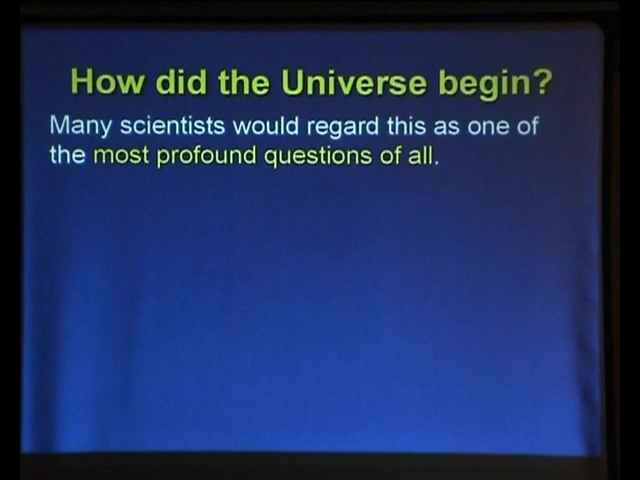 How did the Universe begin?
Many scientists would regard this as one of
the most profound questions of all.